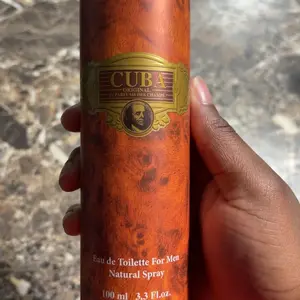 CUBA
ORIGINAL
Eau de Toilette For Men
Natural Spray
100 ml 3.3 Fl.oz.